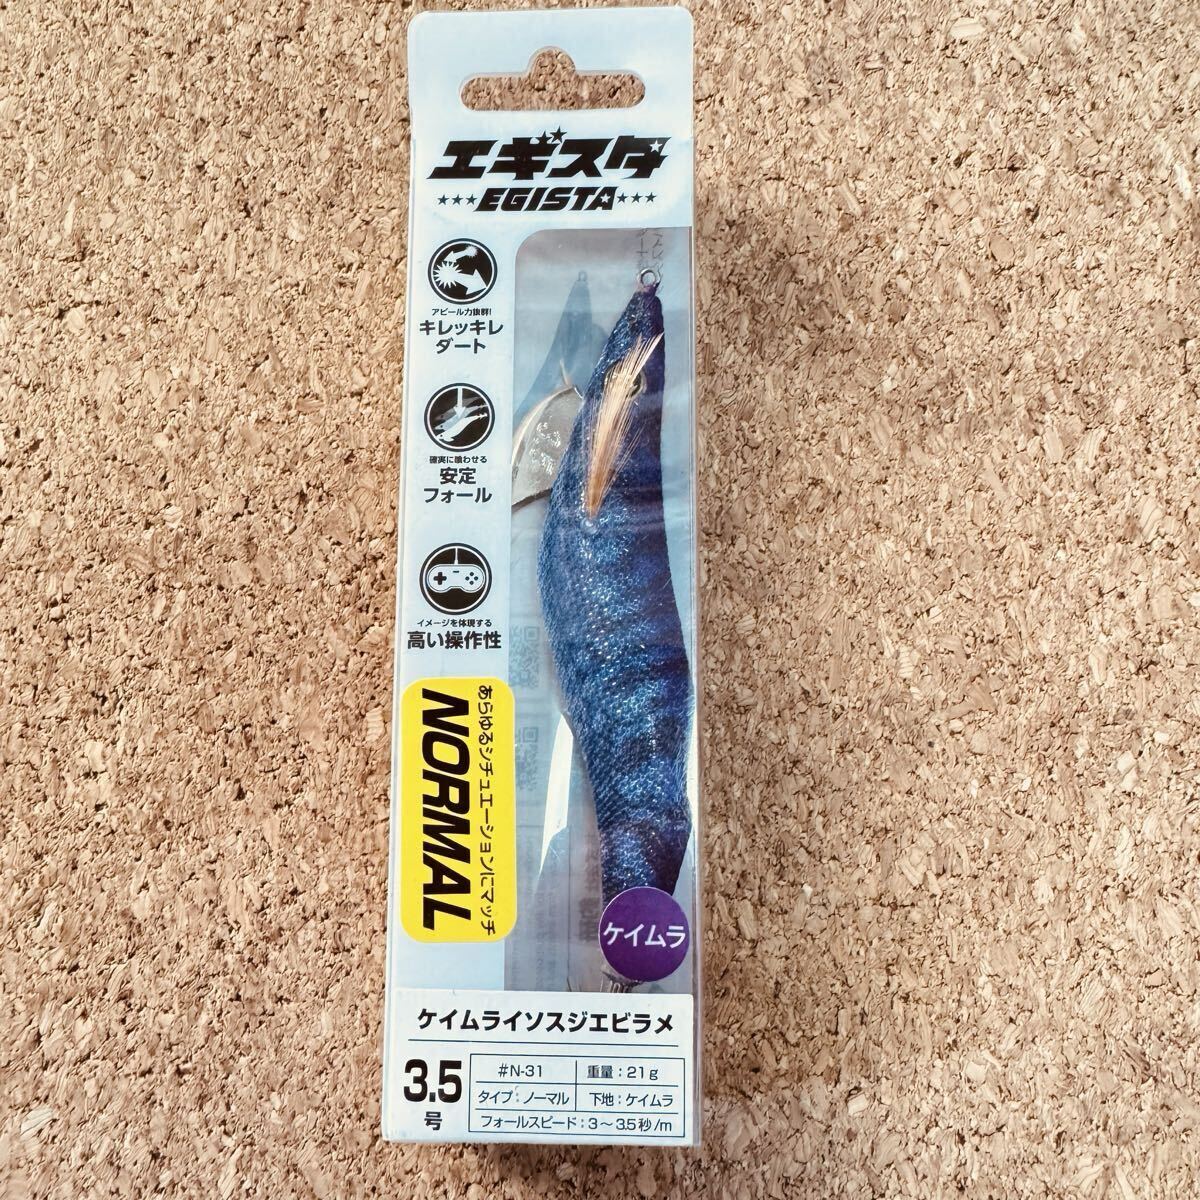 エギスタ
EGISTA
アピール力抜群!
キレッキレ
ダート
確実に喰わせる
安定
フォール
イメージを体現する
高い操作性
あらゆるシチュエーションにマッチ
NORMAL
ケイムラ
ケイムライソスジエビラメ
3.5
号
#N-31
重量:21g
タイプ:ノーマル
下地:ケイムラ
フォールスピード:3〜3.5秒/m